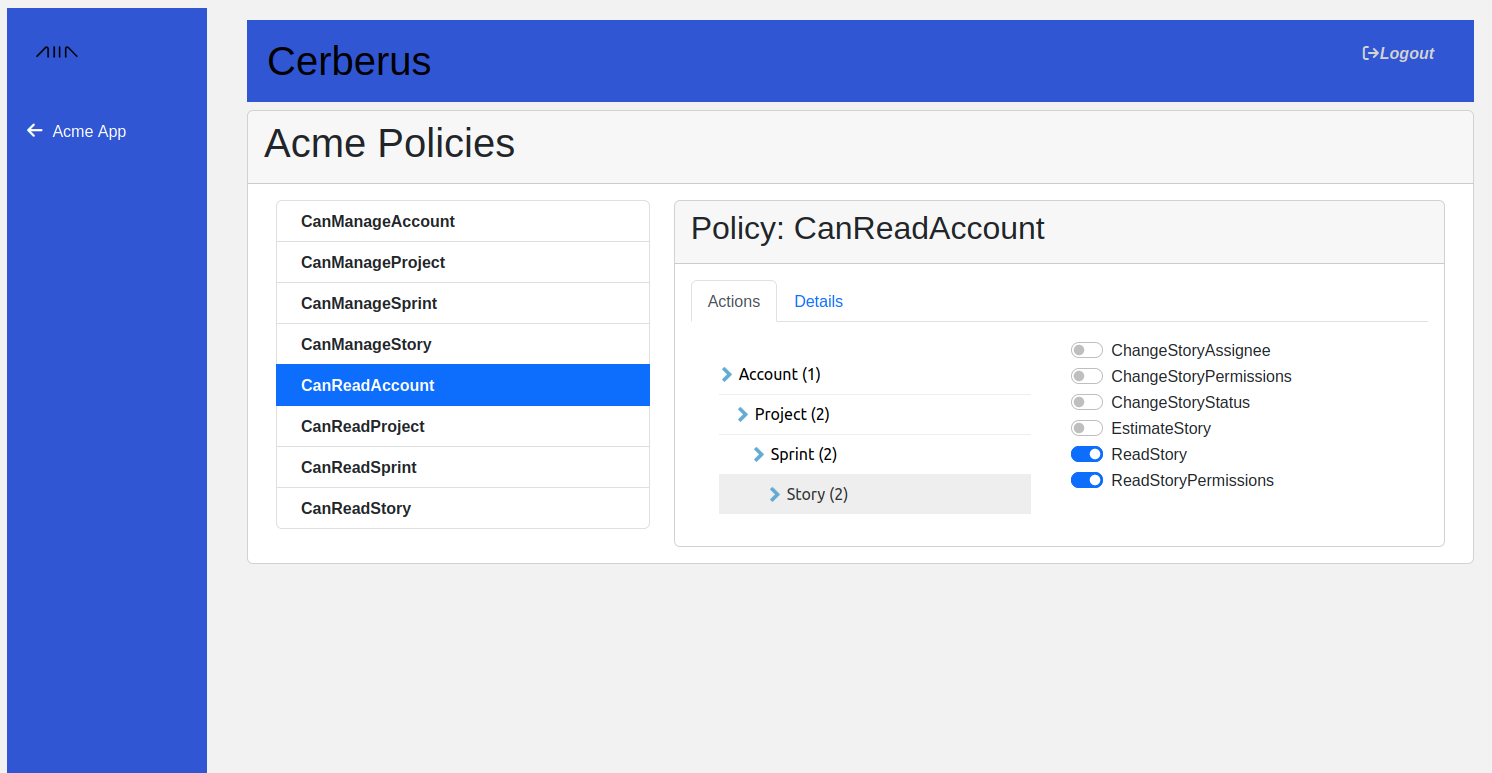 Cerberus
Logout
Acme App
Acme Policies
CanManageAccount
CanManageProject
CanManageSprint
CanManageStory
CanReadAccount
CanReadProject
CanReadSprint
CanReadStory
Policy: CanReadAccount
Actions
Details
Account (1)
Project (2)
Sprint (2)
Story (2)
ChangeStoryAssignee
ChangeStoryPermissions
ChangeStoryStatus
EstimateStory
ReadStory
ReadStoryPermissions